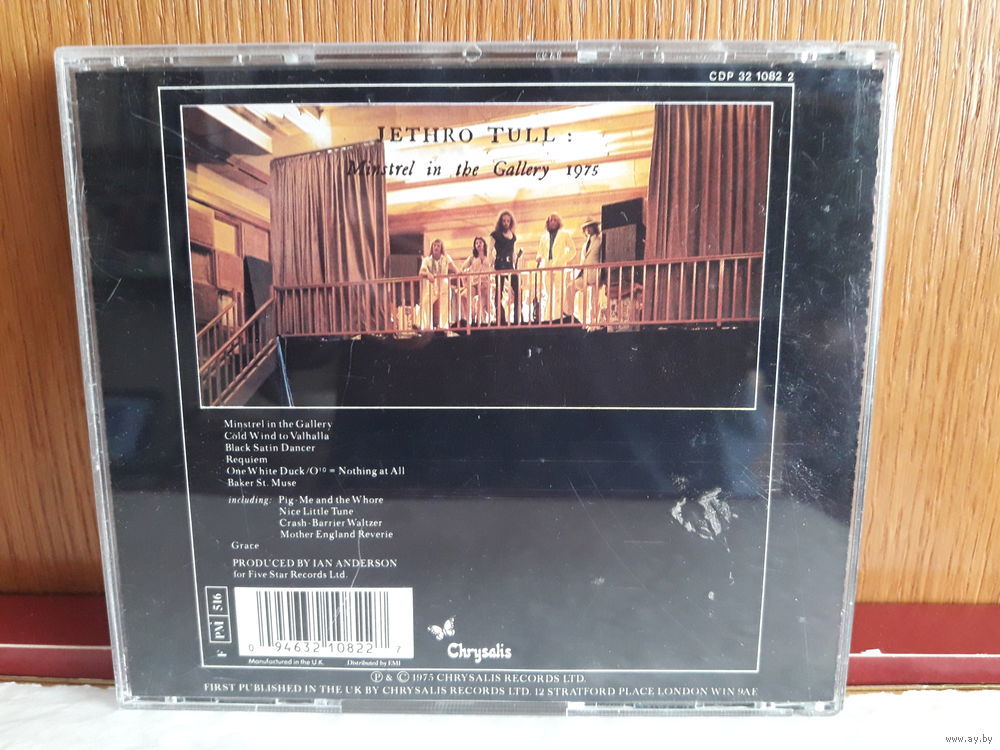 CDP 32 1082 2
JETHRO TULL :
Minstrel in the Gallery 1975
Minstrel in the Gallery
Cold Wind to Valhalla
Black Satin Dancer
Requiem
One White Duck/O¹⁰ = Nothing at All
Baker St. Muse
including: Pig-Me and the Whore
Nice Little Tune
Crash-Barrier Waltzer
Mother England Reverie
Grace
PRODUCED BY IAN ANDERSON
for Five Star Records Ltd.
F PM 516
0 94632 10822 7
Manufactured in the U.K. Distributed by EMI
Chrysalis
℗ & © 1975 CHRYSALIS RECORDS LTD.
FIRST PUBLISHED IN THE UK BY CHRYSALIS RECORDS LTD. 12 STRATFORD PLACE LONDON W1N 9AE
www.ay.by